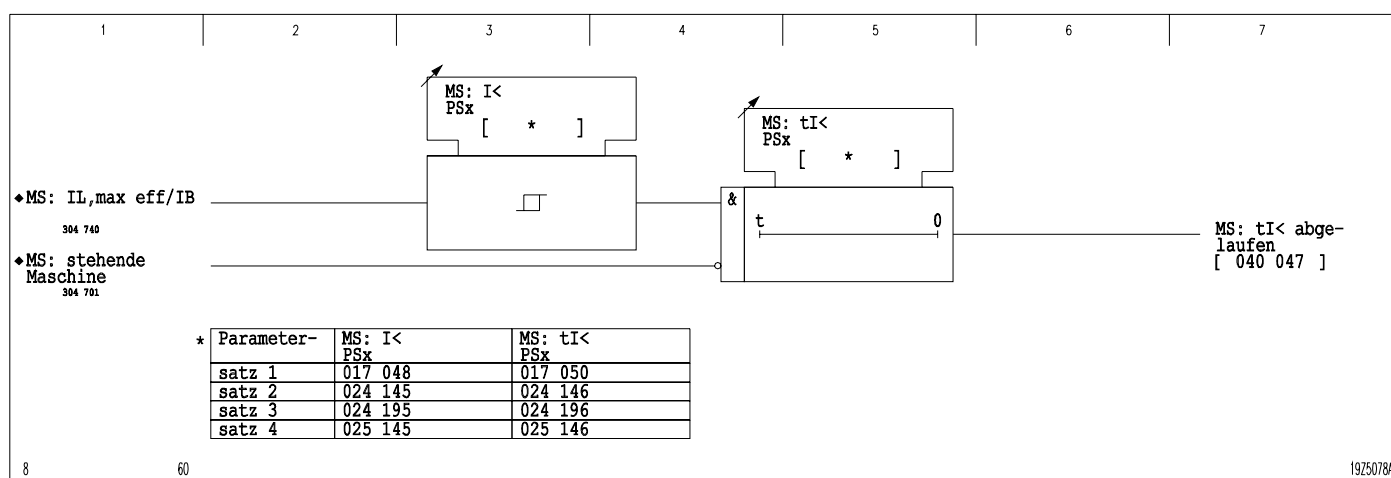 1 2 3 4 5 6 7
MS: I<
PSx
[ * ]
MS: tI<
PSx
[ * ]
◆MS: IL,max eff/IB
304 740
&
t 0
MS: tI< abge-
laufen
[ 040 047 ]
◆MS: stehende
Maschine
304 701
* Parameter- MS: I< MS: tI<
PSx PSx
satz 1 017 048 017 050
satz 2 024 145 024 146
satz 3 024 195 024 196
satz 4 025 145 025 146
8 60 19Z5078A